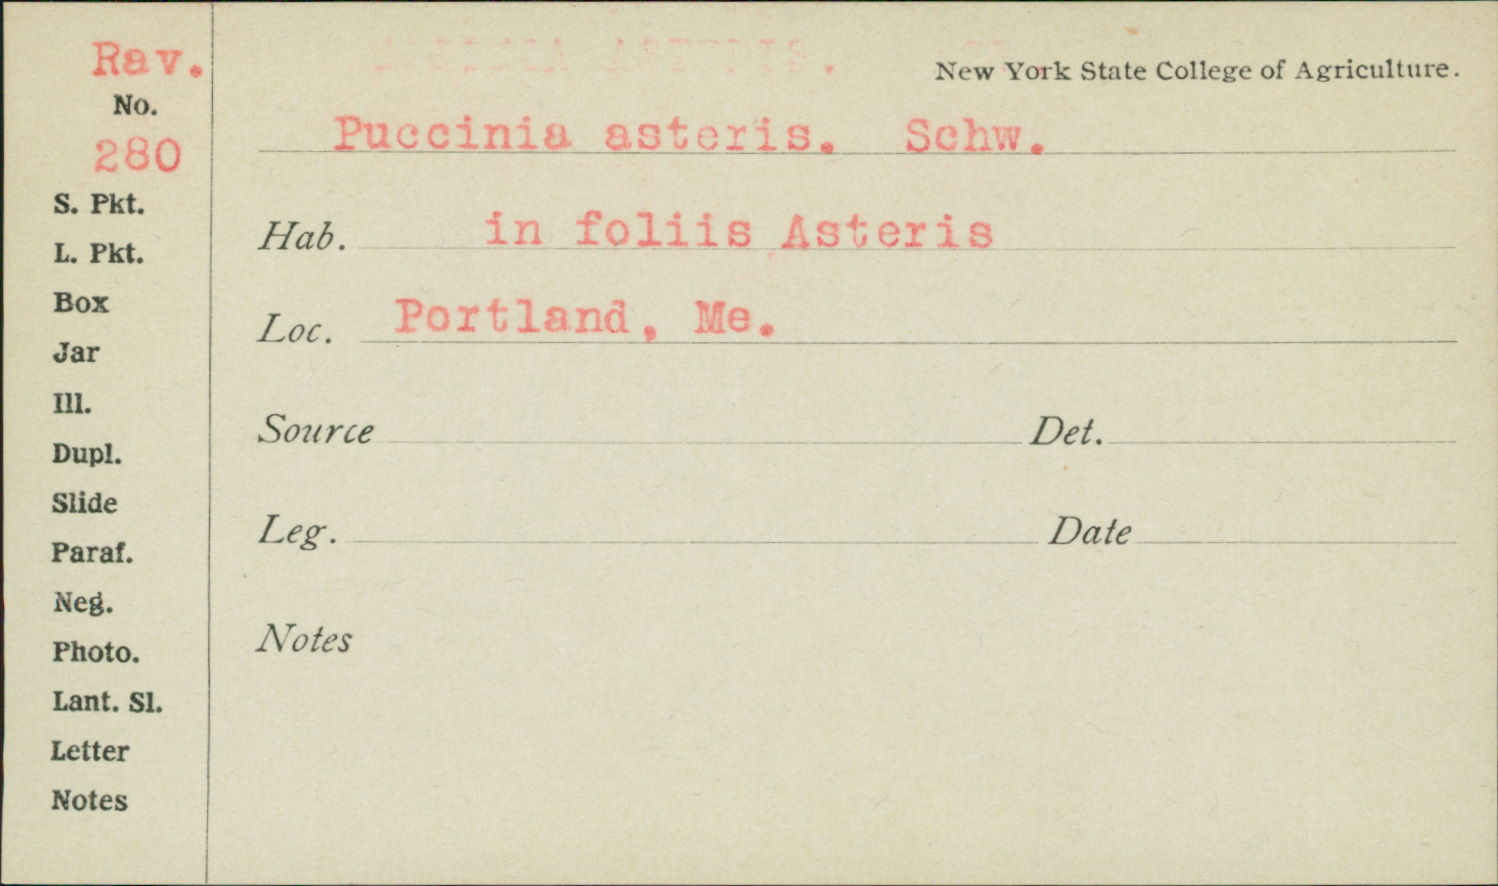 Rav.
No.
280
S. Pkt.
L. Pkt.
Box
Jar
Ill.
Dupl.
Slide
Paraf.
Neg.
Photo.
Lant. Sl.
Letter
Notes
New York State College of Agriculture.
Puccinia asteris. Schw.
Hab. in foliis Asteris
Loc. Portland, Me.
Source Det.
Leg. Date
Notes